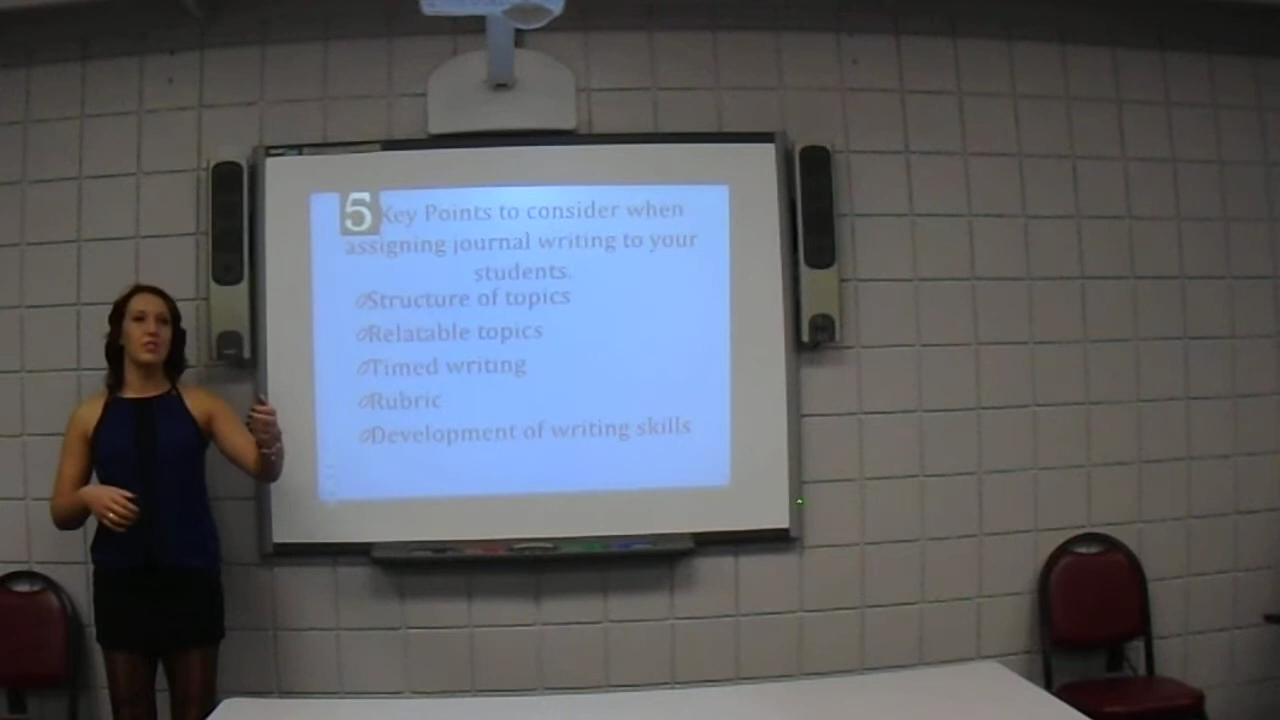 5 Key Points to consider when
assigning journal writing to your
students.
Structure of topics
Relatable topics
Timed writing
Rubric
Development of writing skills